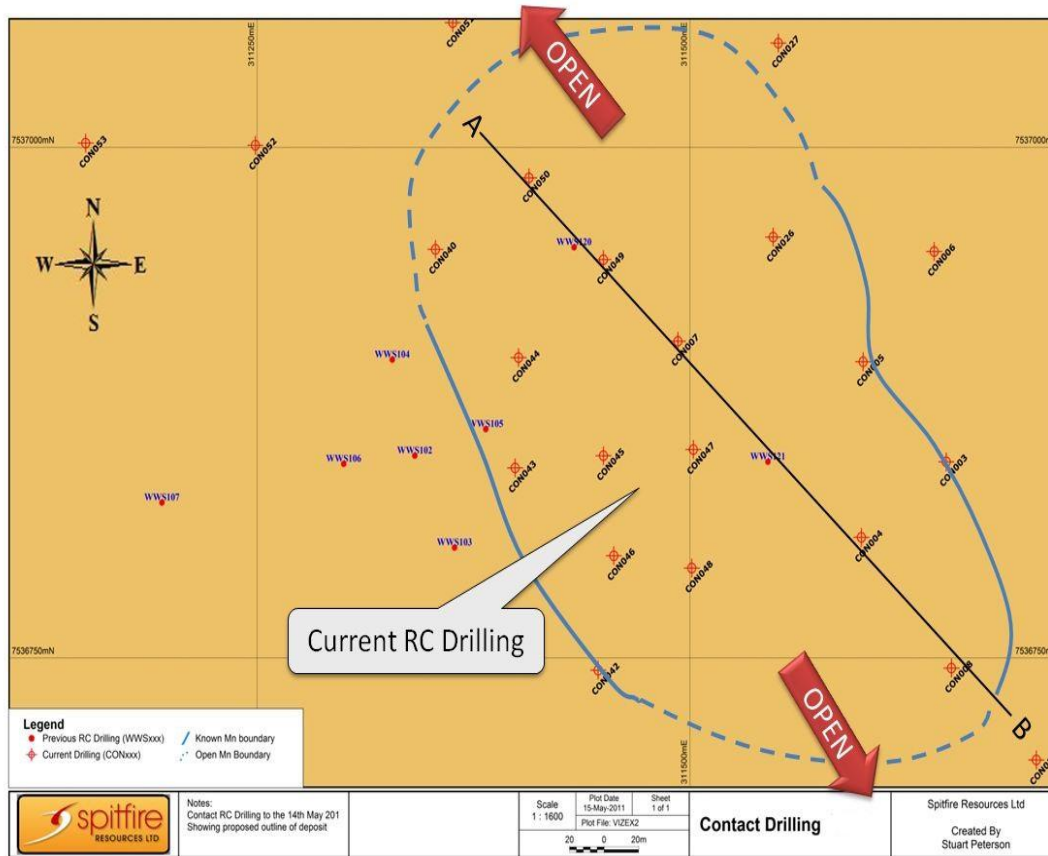 OPEN
311250mE
311500mE
CON027
7537000mN
CON053
CON052
A
CON050
N
W E
S
CON040
WWS120
CON049
CON026
CON006
CON007
WWS104
CON044
CON005
WWS105
WWS102
WWS106
CON043
CON045
CON047
WWS121
CON003
WWS107
WWS103
CON046
CON048
CON004
Current RC Drilling
7536750mN
CON042
CON008
OPEN
311500mE
B
Legend
Previous RC Drilling (WWSxxx)
Known Mn boundary
Current Drilling (CONxxx)
Open Mn Boundary
spitfire
RESOURCES LTD
Notes:
Contact RC Drilling to the 14th May 201
Showing proposed outline of deposit
Scale
1 : 1600
Plot Date
15-May-2011
Sheet
1 of 1
Plot File: VIZEX2
20 0 20m
Contact Drilling
Spitfire Resources Ltd
Created By
Stuart Peterson